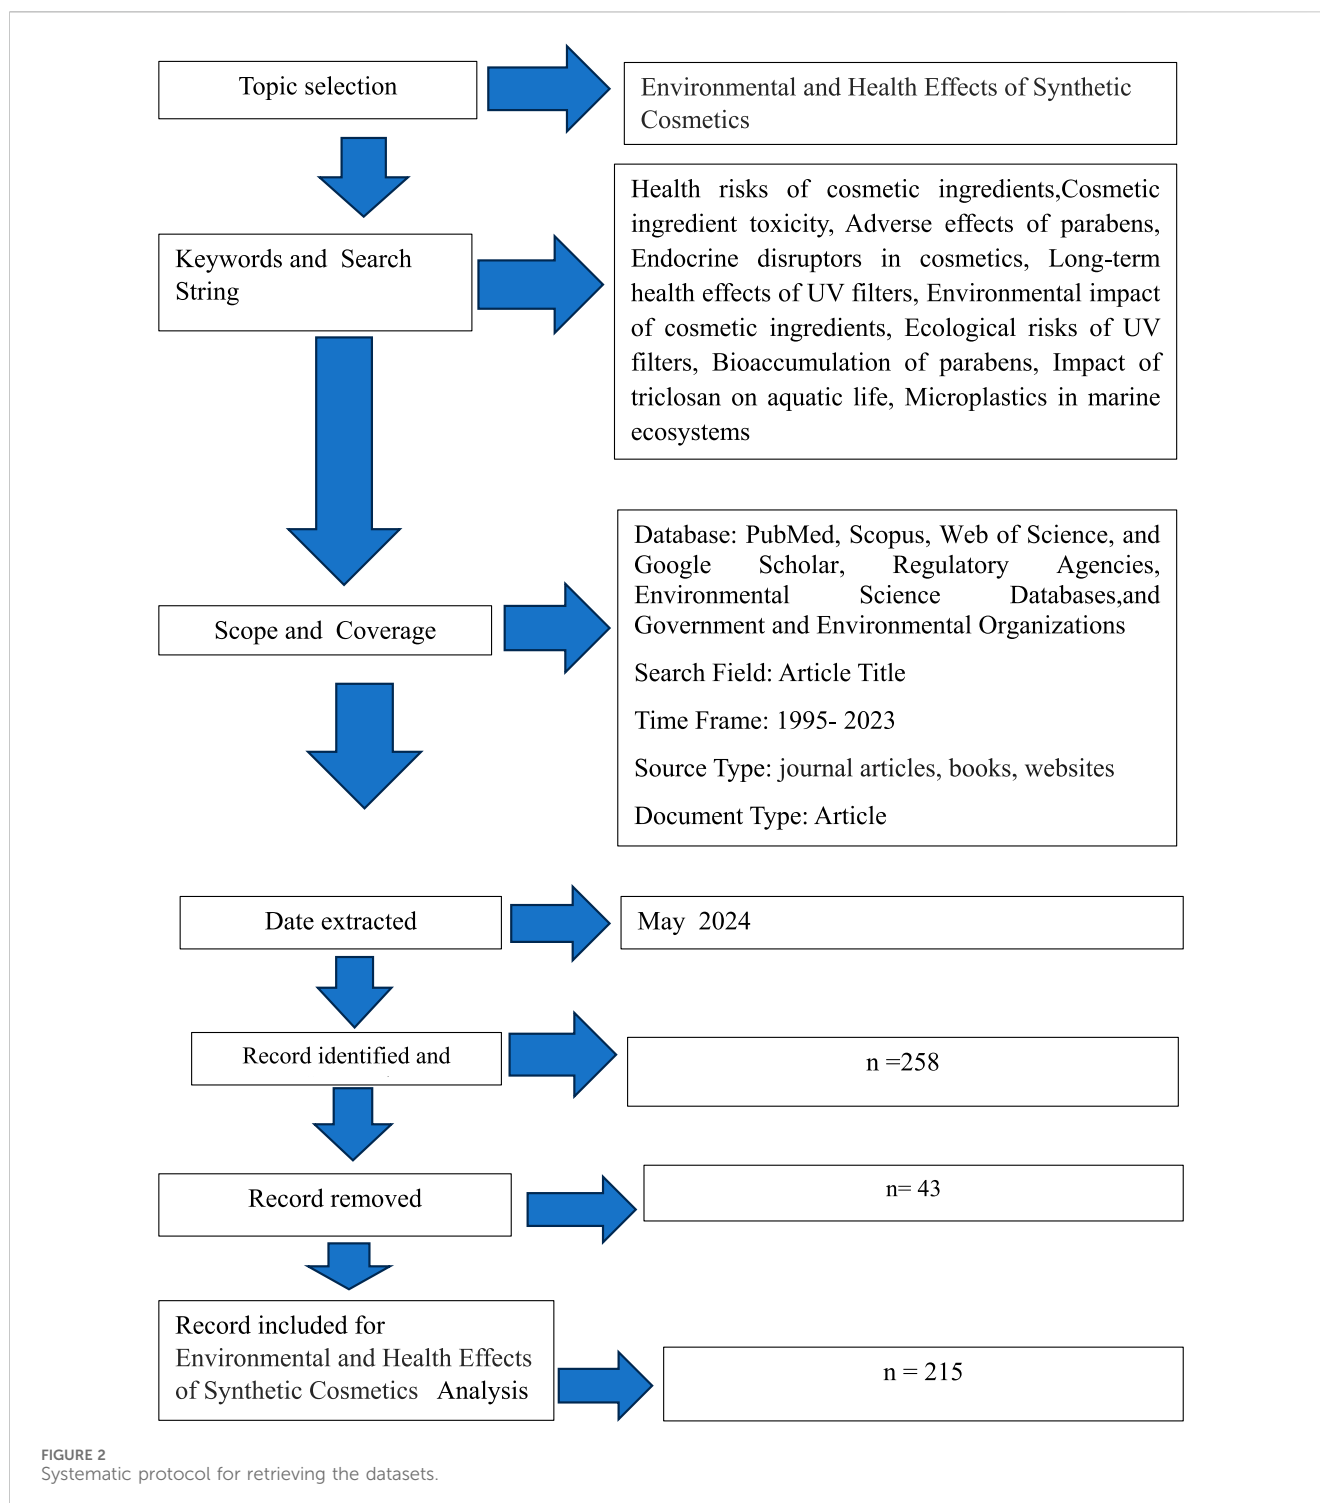 Topic selection
Environmental and Health Effects of Synthetic
Cosmetics
Keywords and Search
String
Health risks of cosmetic ingredients,Cosmetic
ingredient toxicity, Adverse effects of parabens,
Endocrine disruptors in cosmetics, Long-term
health effects of UV filters, Environmental impact
of cosmetic ingredients, Ecological risks of UV
filters, Bioaccumulation of parabens, Impact of
triclosan on aquatic life, Microplastics in marine
ecosystems
Scope and Coverage
Database: PubMed, Scopus, Web of Science, and
Google Scholar, Regulatory Agencies,
Environmental Science Databases,and
Government and Environmental Organizations
Search Field: Article Title
Time Frame: 1995- 2023
Source Type: journal articles, books, websites
Document Type: Article
Date extracted
May 2024
Record identified and
n =258
Record removed
n= 43
Record included for
Environmental and Health Effects
of Synthetic Cosmetics Analysis
n = 215
FIGURE 2
Systematic protocol for retrieving the datasets.